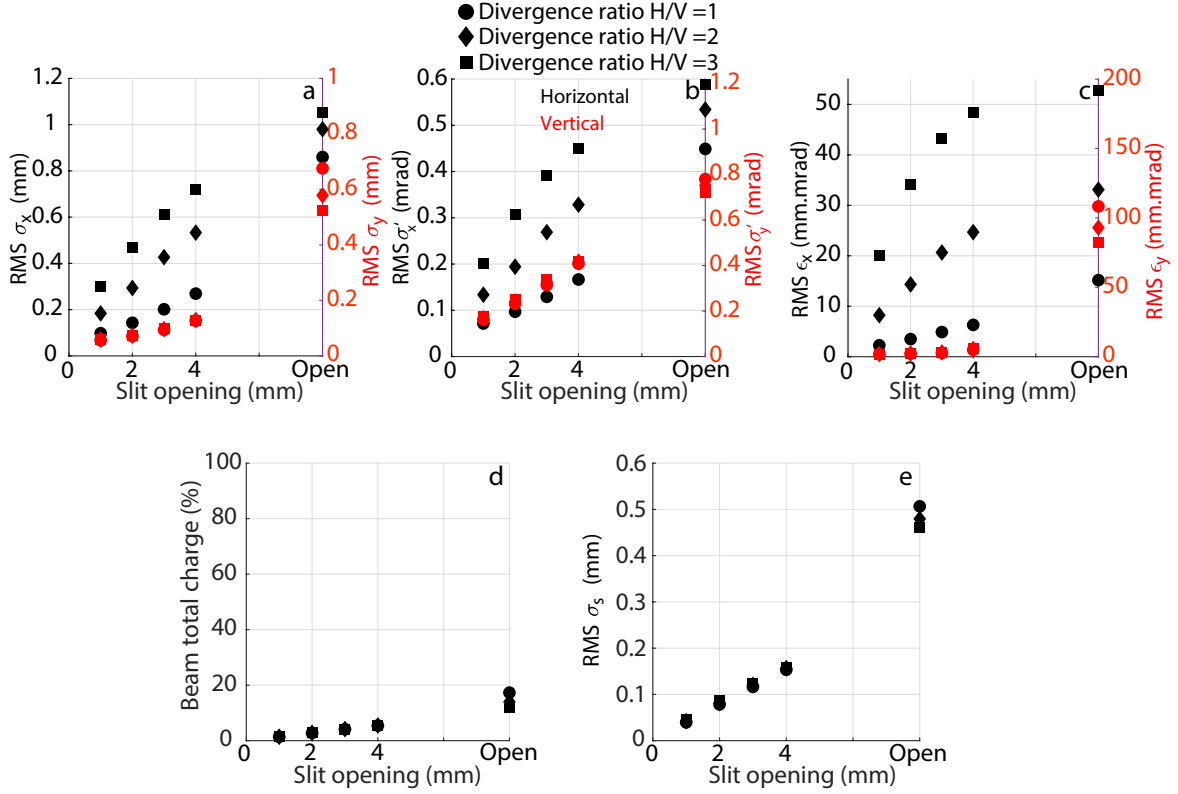 Divergence ratio H/V =1
Divergence ratio H/V =2
Divergence ratio H/V =3
a
1.2
1
0.8
0.6
0.4
0.2
0
RMS σx (mm)
1
0.8
0.6
0.4
0.2
0
RMS σy (mm)
0 2 4 Open
Slit opening (mm)
b
Horizontal
Vertical
0.6
0.5
0.4
0.3
0.2
0.1
0
RMS σx′ (mrad)
1.2
1
0.8
0.6
0.4
0.2
0
RMS σy′ (mrad)
0 2 4 Open
Slit opening (mm)
c
50
40
30
20
10
0
RMS ϵx (mm.mrad)
200
150
100
50
0
RMS ϵy (mm.mrad)
0 2 4 Open
Slit opening (mm)
d
100
80
60
40
20
0
Beam total charge (%)
0 2 4 Open
Slit opening (mm)
e
0.6
0.5
0.4
0.3
0.2
0.1
0
RMS σs (mm)
0 2 4 Open
Slit opening (mm)